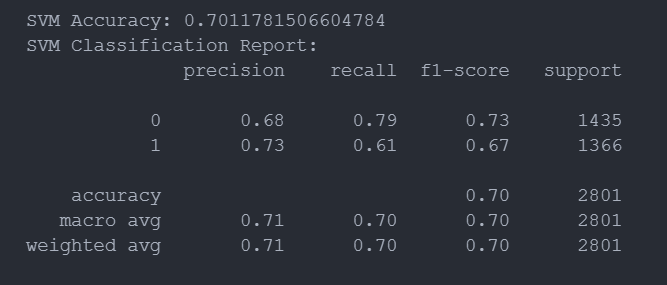 SVM Accuracy: 0.7011781506604784
SVM Classification Report:
              precision    recall  f1-score   support

           0       0.68      0.79      0.73      1435
           1       0.73      0.61      0.67      1366

    accuracy                           0.70      2801
   macro avg       0.71      0.70      0.70      2801
weighted avg       0.71      0.70      0.70      2801